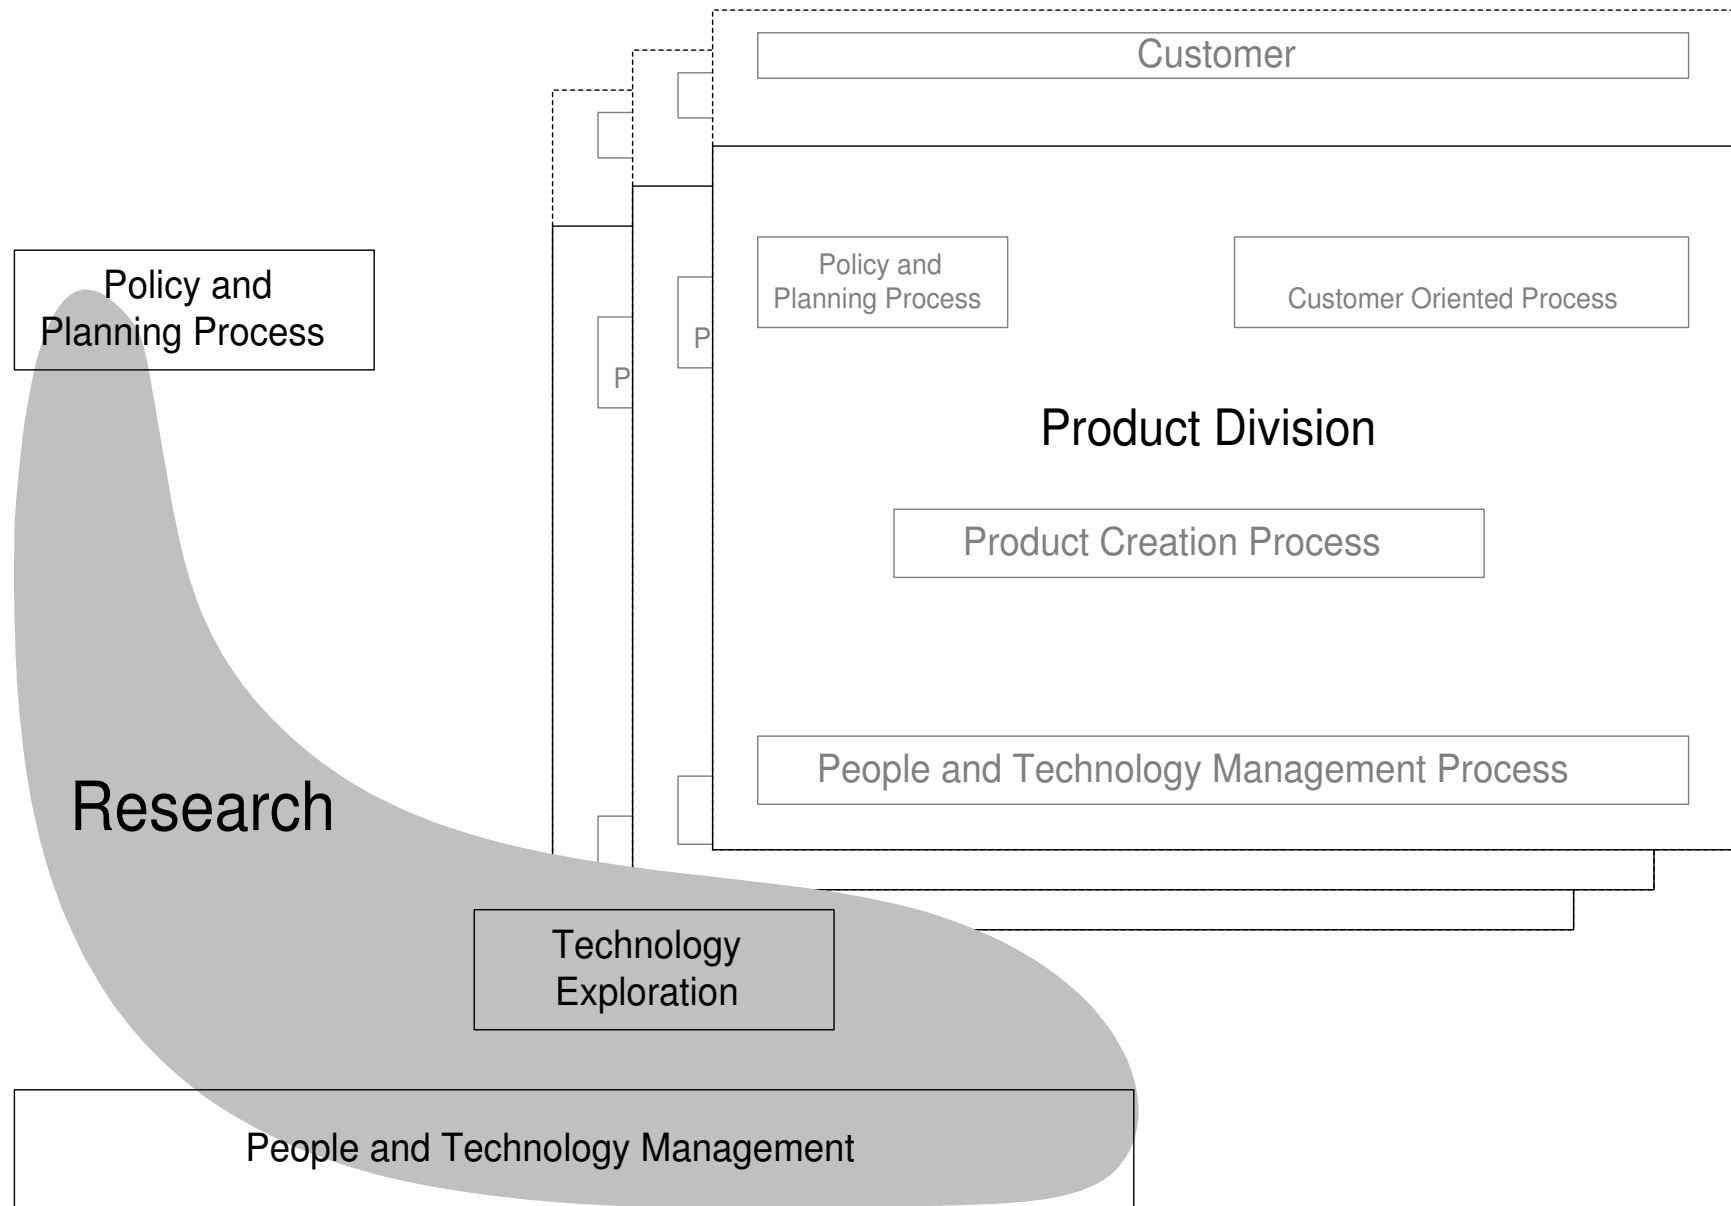 Customer
Policy and
Planning Process
Customer Oriented Process
Policy and
Planning Process
P
P
Product Division
Product Creation Process
People and Technology Management Process
Research
Technology
Exploration
People and Technology Management